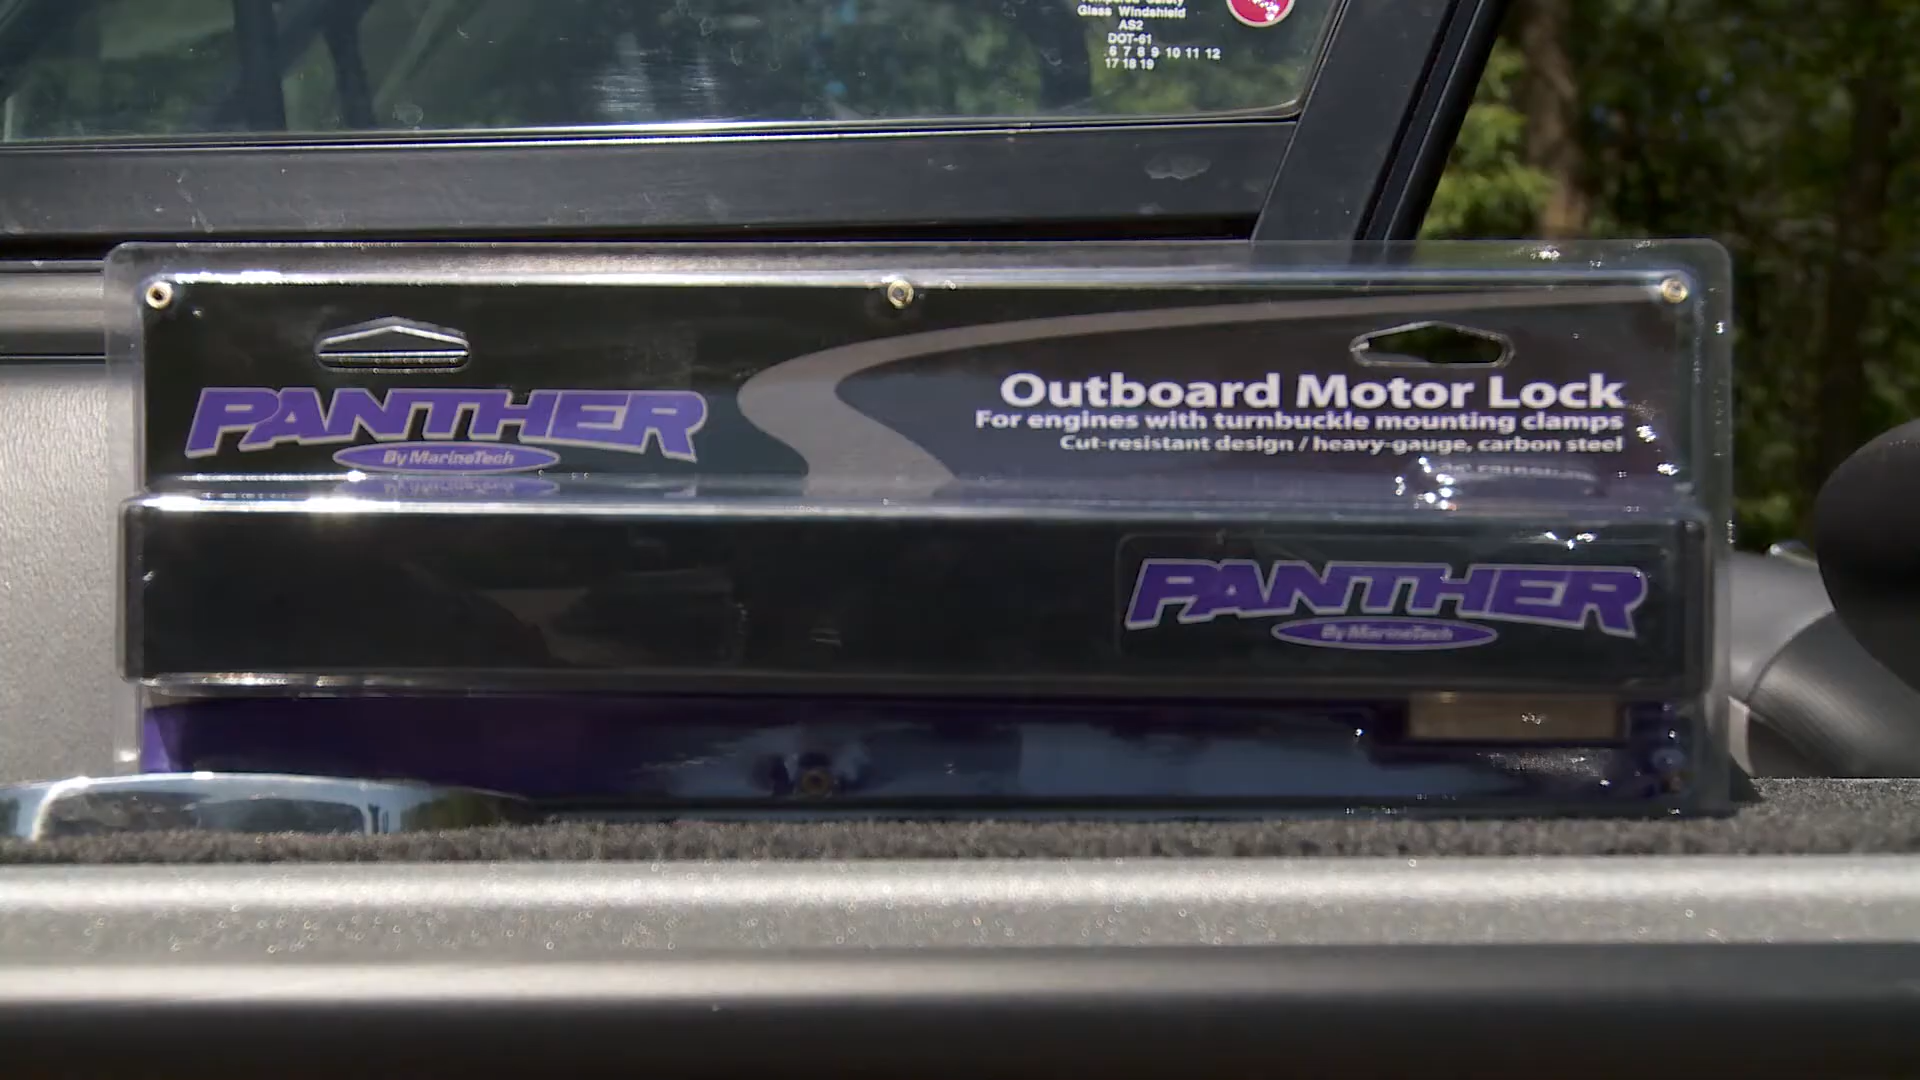 Glass Windshield
AS2
DOT-61
.6 7 8 9 10 11 12
17 18 19
PANTHER
By MarineTech
Outboard Motor Lock
For engines with turnbuckle mounting clamps
Cut-resistant design / heavy-gauge, carbon steel
PANTHER
By MarineTech